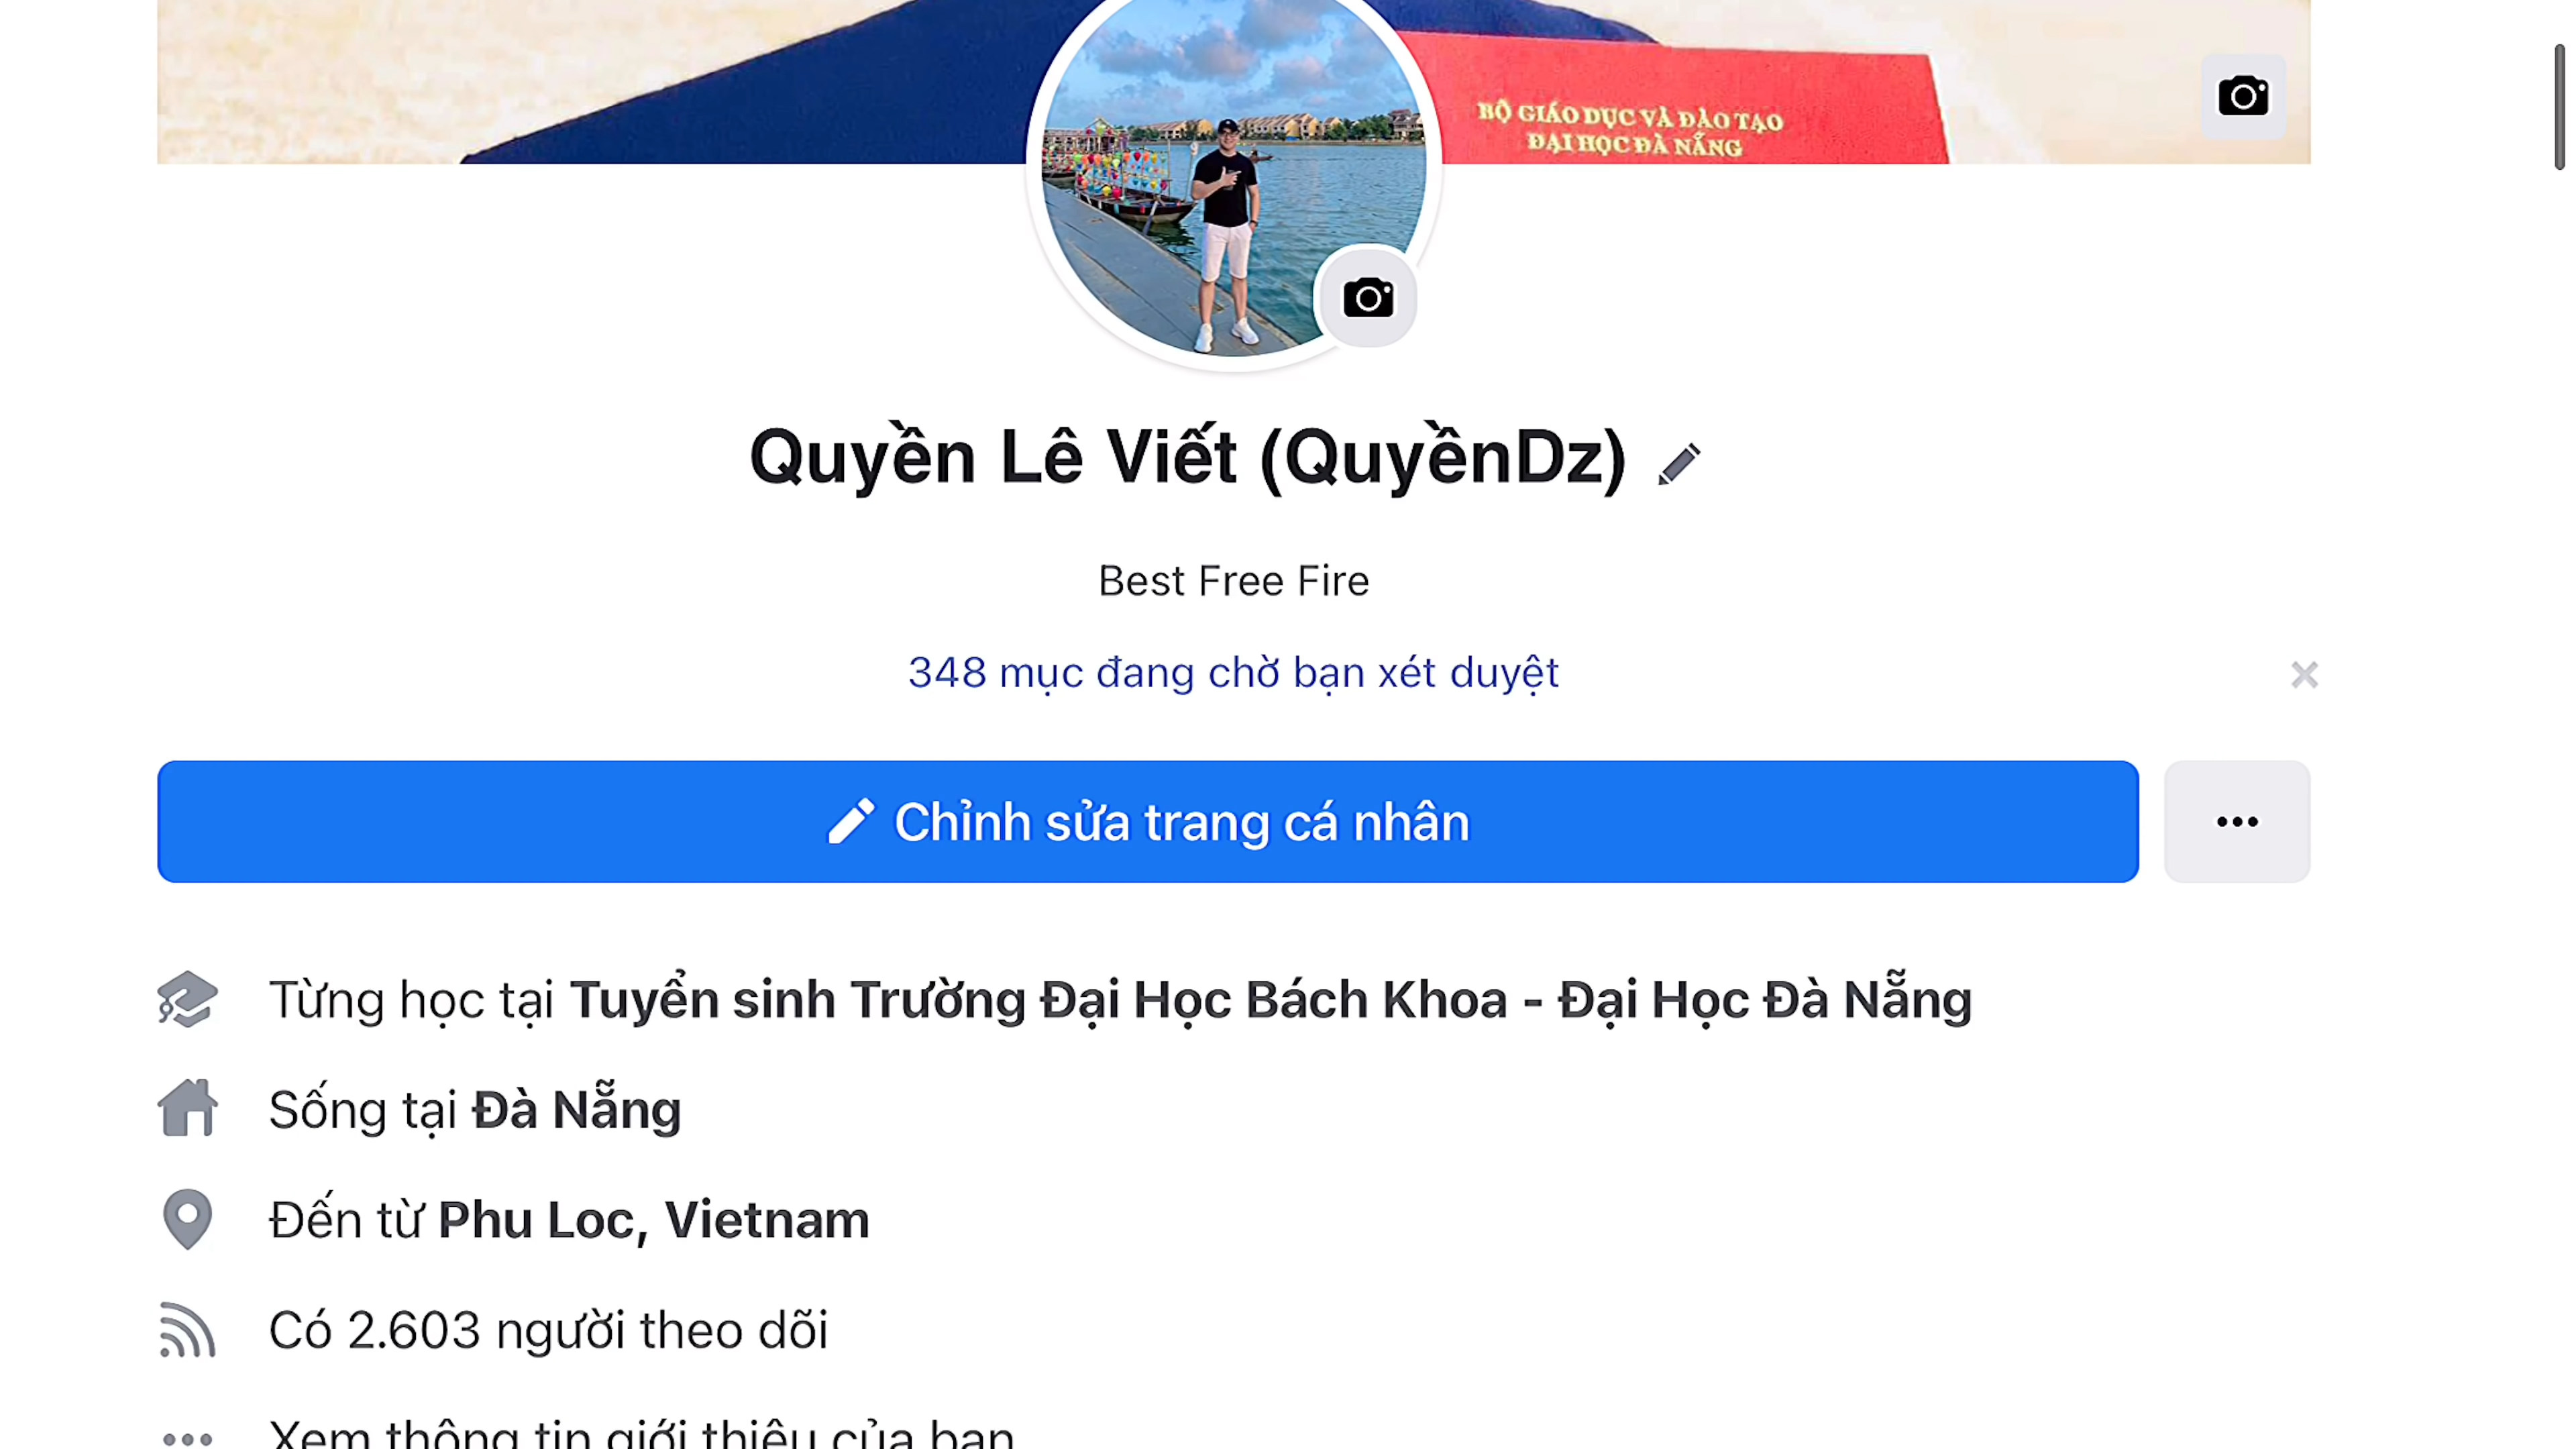 BỘ GIÁO DỤC VÀ ĐÀO TẠO
ĐẠI HỌC ĐÀ NẴNG
Quyền Lê Viết (QuyềnDz)
Best Free Fire
348 mục đang chờ bạn xét duyệt
Chỉnh sửa trang cá nhân
Từng học tại Tuyển sinh Trường Đại Học Bách Khoa - Đại Học Đà Nẵng
Sống tại Đà Nẵng
Đến từ Phu Loc, Vietnam
Có 2.603 người theo dõi
Xem thông tin giới thiệu của bạn